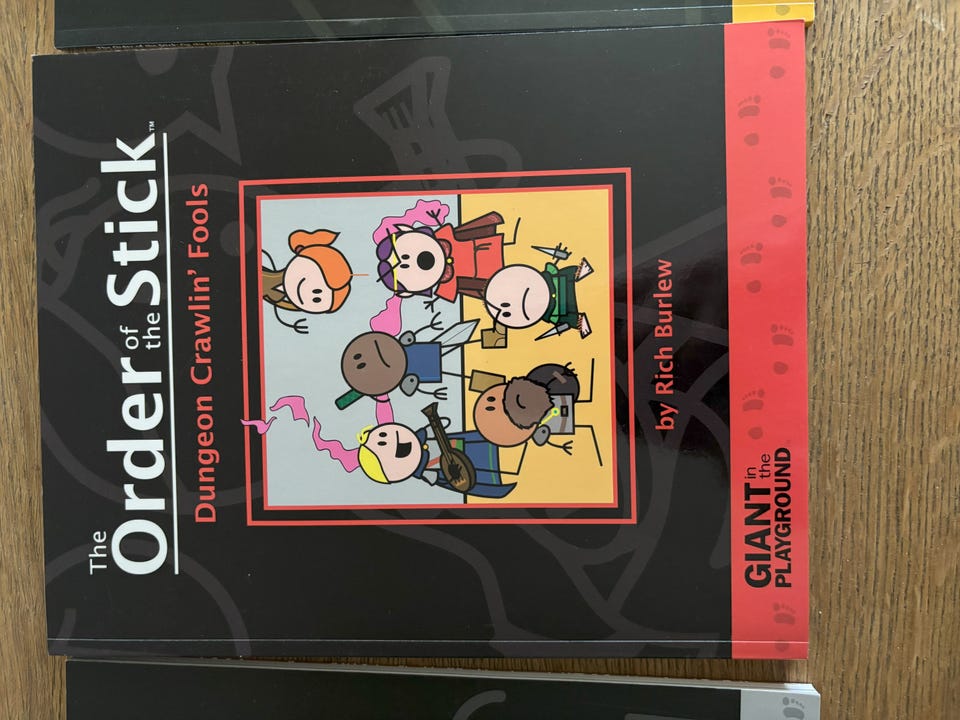 The
Order of the Stick™
Dungeon Crawlin' Fools
by Rich Burlew
GIANT in the
PLAYGROUND